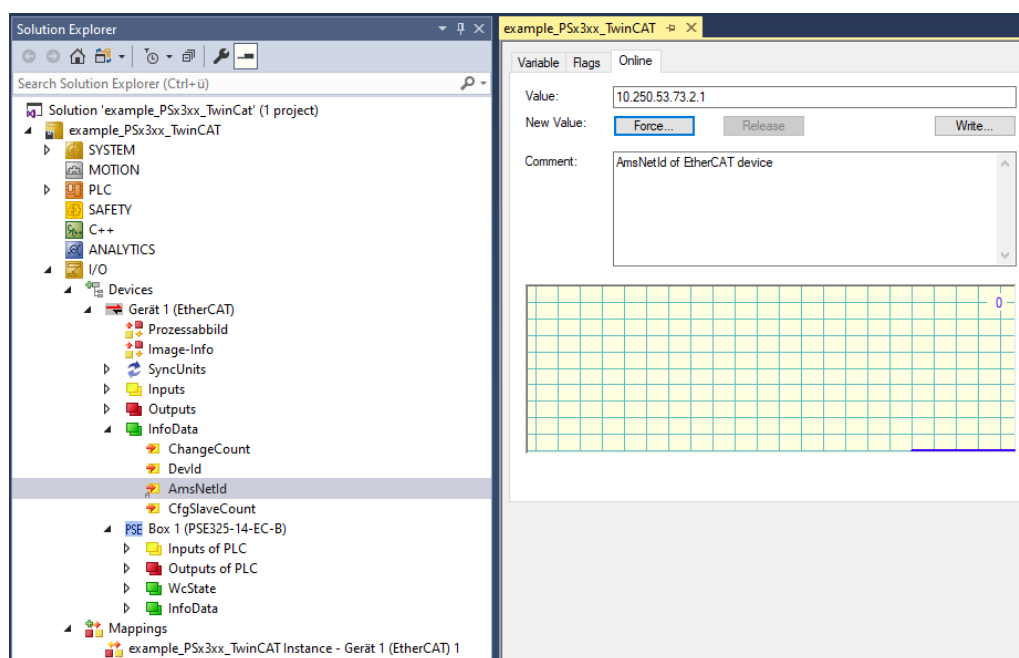 Solution Explorer
Search Solution Explorer (Ctrl+ü)
Solution 'example_PSx3xx_TwinCat' (1 project)
example_PSx3xx_TwinCAT
SYSTEM
MOTION
PLC
SAFETY
C++
ANALYTICS
I/O
Devices
Gerät 1 (EtherCAT)
Prozessabbild
Image-Info
SyncUnits
Inputs
Outputs
InfoData
ChangeCount
DevId
AmsNetId
CfgSlaveCount
PSE Box 1 (PSE325-14-EC-B)
Inputs of PLC
Outputs of PLC
WcState
InfoData
Mappings
example_PSx3xx_TwinCAT Instance - Gerät 1 (EtherCAT) 1
example_PSx3xx_TwinCAT
Variable Flags Online
Value: 10.250.53.73.2.1
New Value: Force... Release Write...
Comment: AmsNetId of EtherCAT device
0